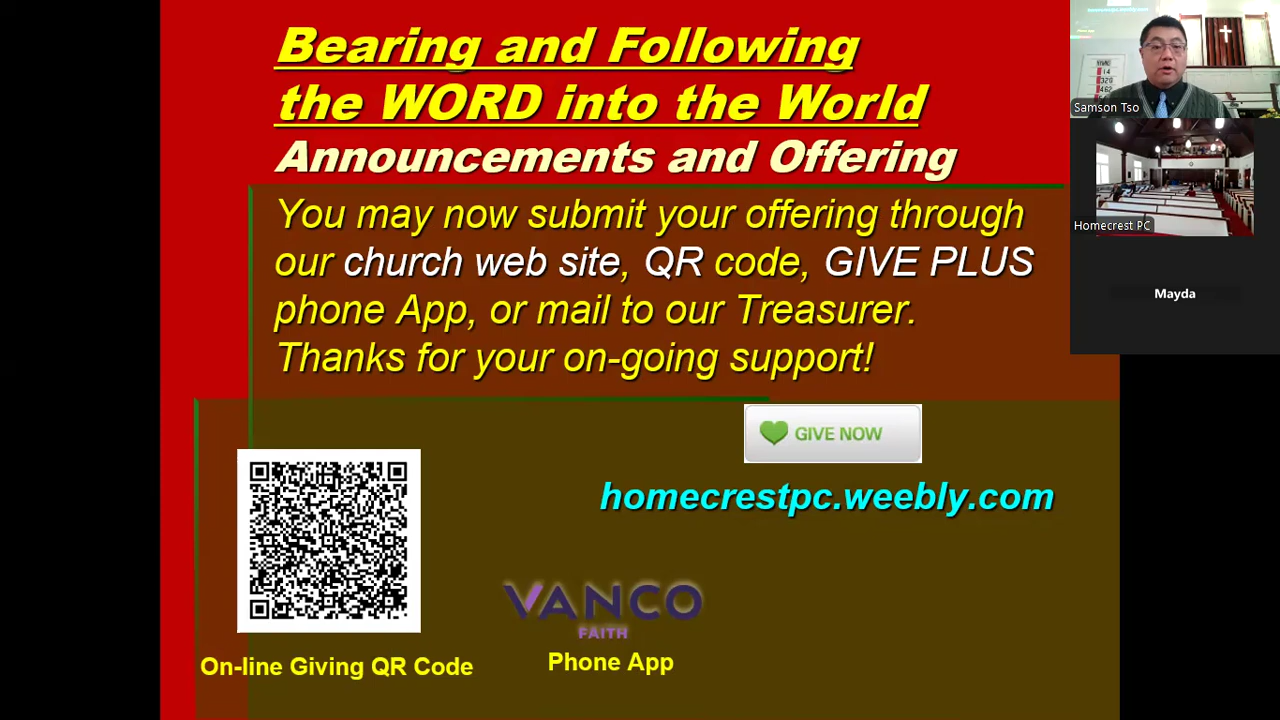 Bearing and Following
the WORD into the World
Announcements and Offering
You may now submit your offering through
our church web site, QR code, GIVE PLUS
phone App, or mail to our Treasurer.
Thanks for your on-going support!
GIVE NOW
homecrestpc.weebly.com
VANCO
FAITH
On-line Giving QR Code
Phone App
14
320
462
Samson Tso
Homecrest PC
Mayda